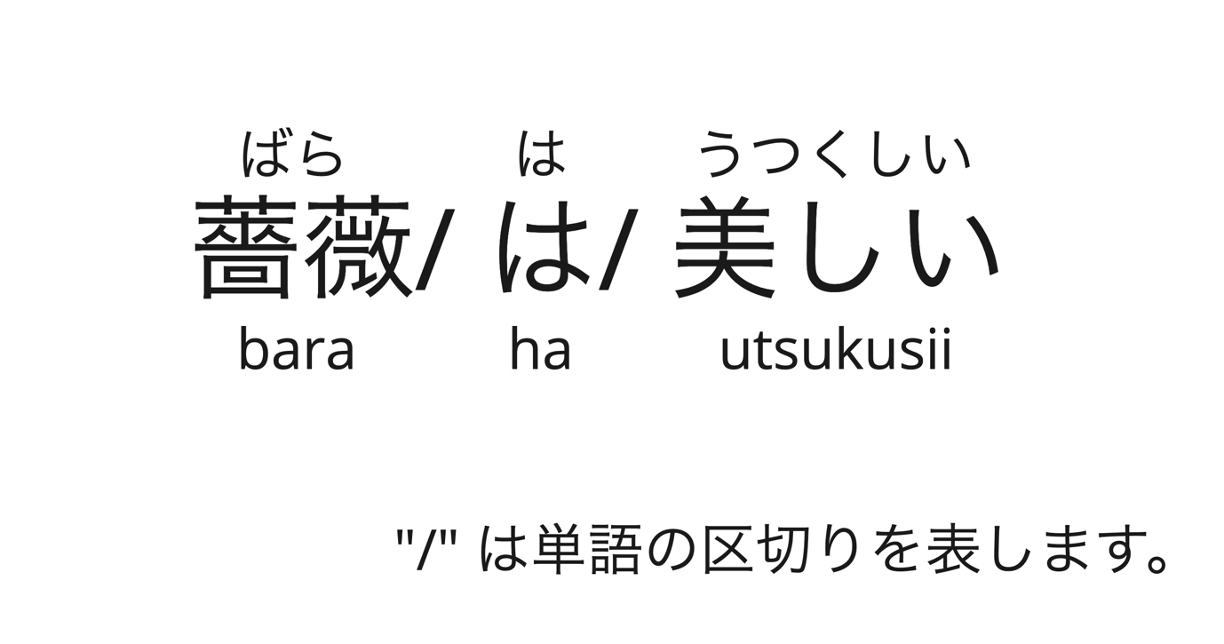 ばら は うつくしい
薔薇/ は/ 美しい
bara ha utsukusii
"/" は単語の区切りを表します。